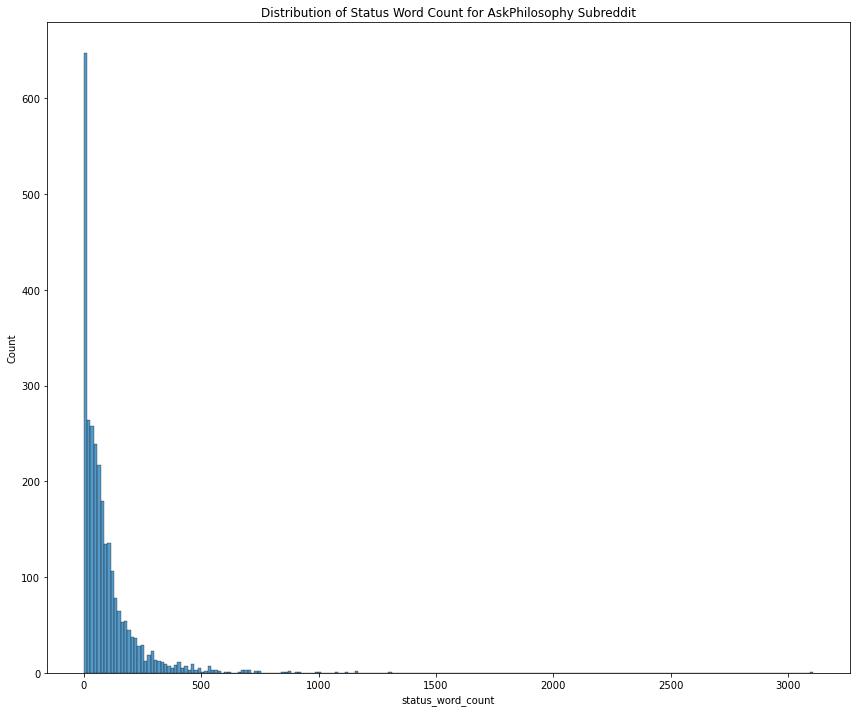 Distribution of Status Word Count for AskPhilosophy Subreddit
600
500
400
300
200
100
0
Count
0 500 1000 1500 2000 2500 3000
status_word_count